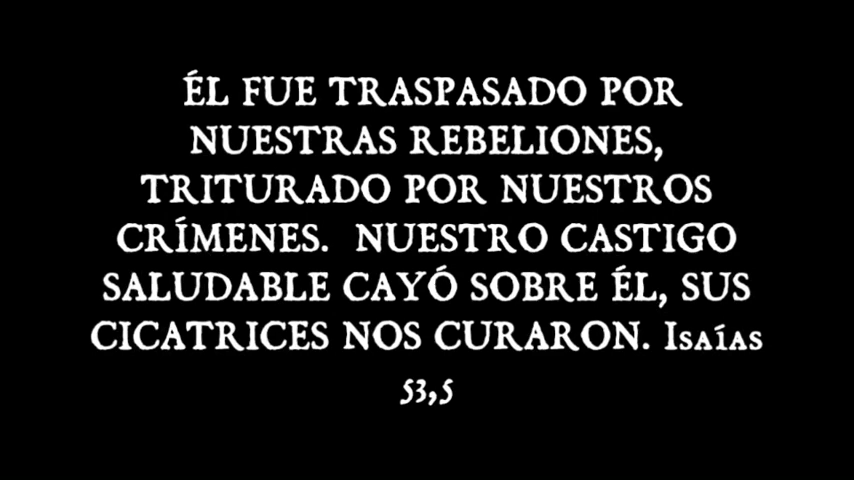 ÉL FUE TRASPASADO POR
NUESTRAS REBELIONES,
TRITURADO POR NUESTROS
CRÍMENES. NUESTRO CASTIGO
SALUDABLE CAYÓ SOBRE ÉL, SUS
CICATRICES NOS CURARON. Isaías
53,5